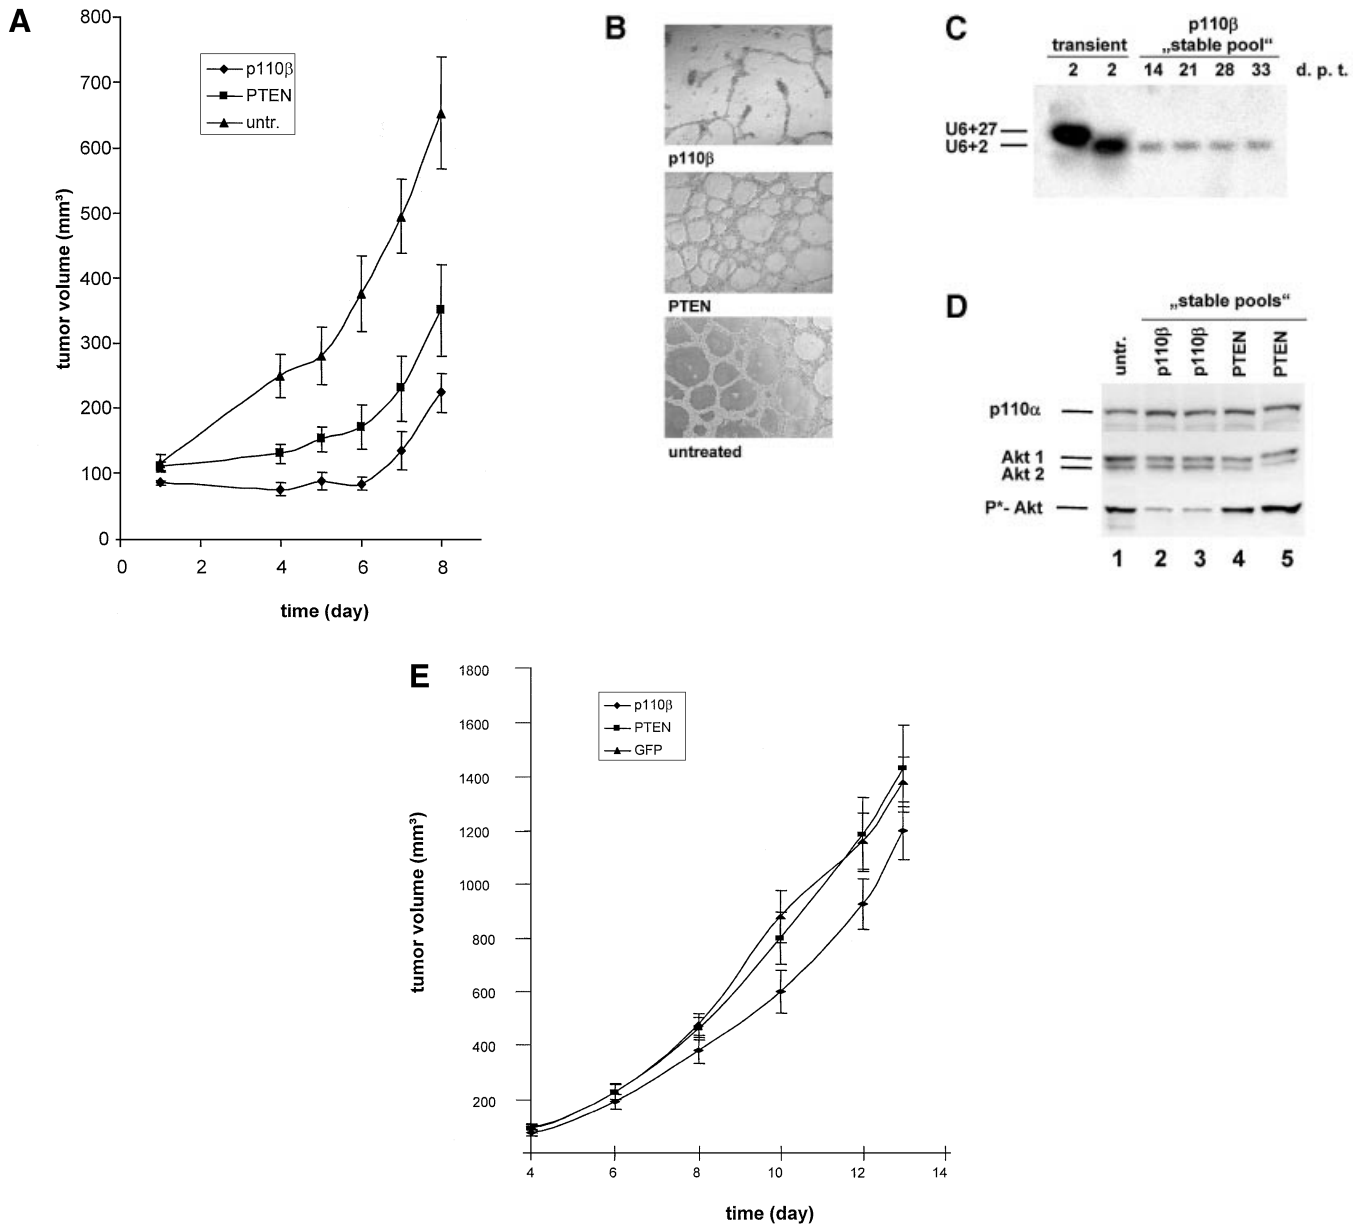 A
800
700
600
500
400
300
200
100
0
tumor volume (mm³)
p110β
PTEN
untr.
0 2 4 6 8
time (day)
B
p110β
PTEN
untreated
C
p110β
transient „stable pool“
2 2 14 21 28 33 d. p. t.
U6+27
U6+2
D
„stable pools“
untr. p110β p110β PTEN PTEN
p110α
Akt 1
Akt 2
P*- Akt
1 2 3 4 5
E
1800
1600
1400
1200
1000
800
600
400
200
tumor volume (mm³)
p110β
PTEN
GFP
4 6 8 10 12 14
time (day)